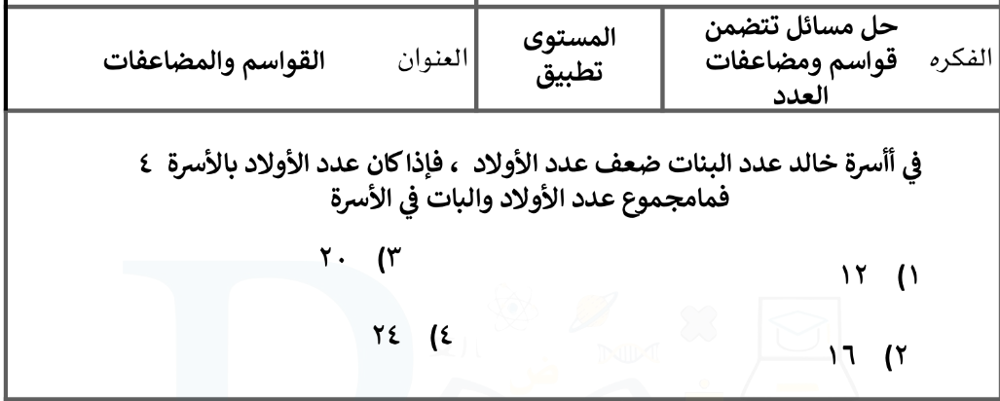 الفكره
حل مسائل تتضمن
قواسم ومضاعفات
العدد
المستوى
تطبيق
العنوان
القواسم والمضاعفات
في أأسرة خالد عدد البنات ضعف عدد الأولاد ، فإذا كان عدد الأولاد بالأسرة ٤
فمامجموع عدد الأولاد والبات في الأسرة
١) ١٢
٢) ١٦
٣) ٢٠
٤) ٢٤